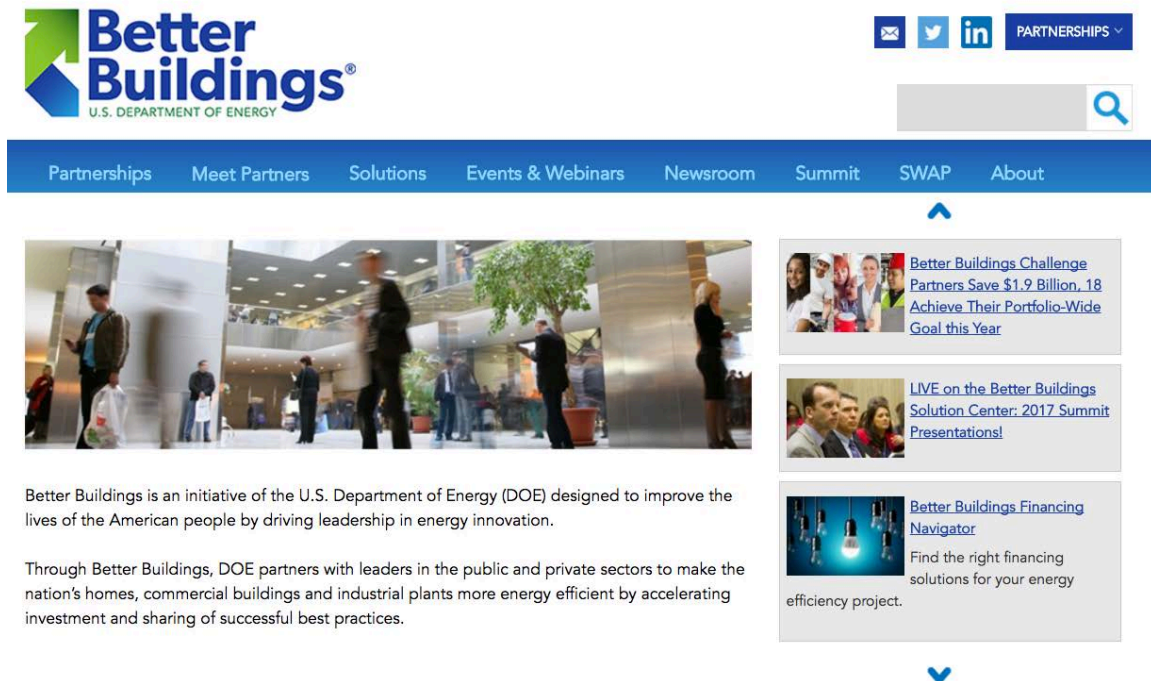 Better
Buildings®
U.S. DEPARTMENT OF ENERGY
in
PARTNERSHIPS
Partnerships
Meet Partners
Solutions
Events & Webinars
Newsroom
Summit
SWAP
About
Better Buildings is an initiative of the U.S. Department of Energy (DOE) designed to improve the
lives of the American people by driving leadership in energy innovation.
Through Better Buildings, DOE partners with leaders in the public and private sectors to make the
nation's homes, commercial buildings and industrial plants more energy efficient by accelerating
investment and sharing of successful best practices.
Better Buildings Challenge
Partners Save $1.9 Billion, 18
Achieve Their Portfolio-Wide
Goal this Year
LIVE on the Better Buildings
Solution Center: 2017 Summit
Presentations!
Better Buildings Financing
Navigator
Find the right financing
solutions for your energy
efficiency project.